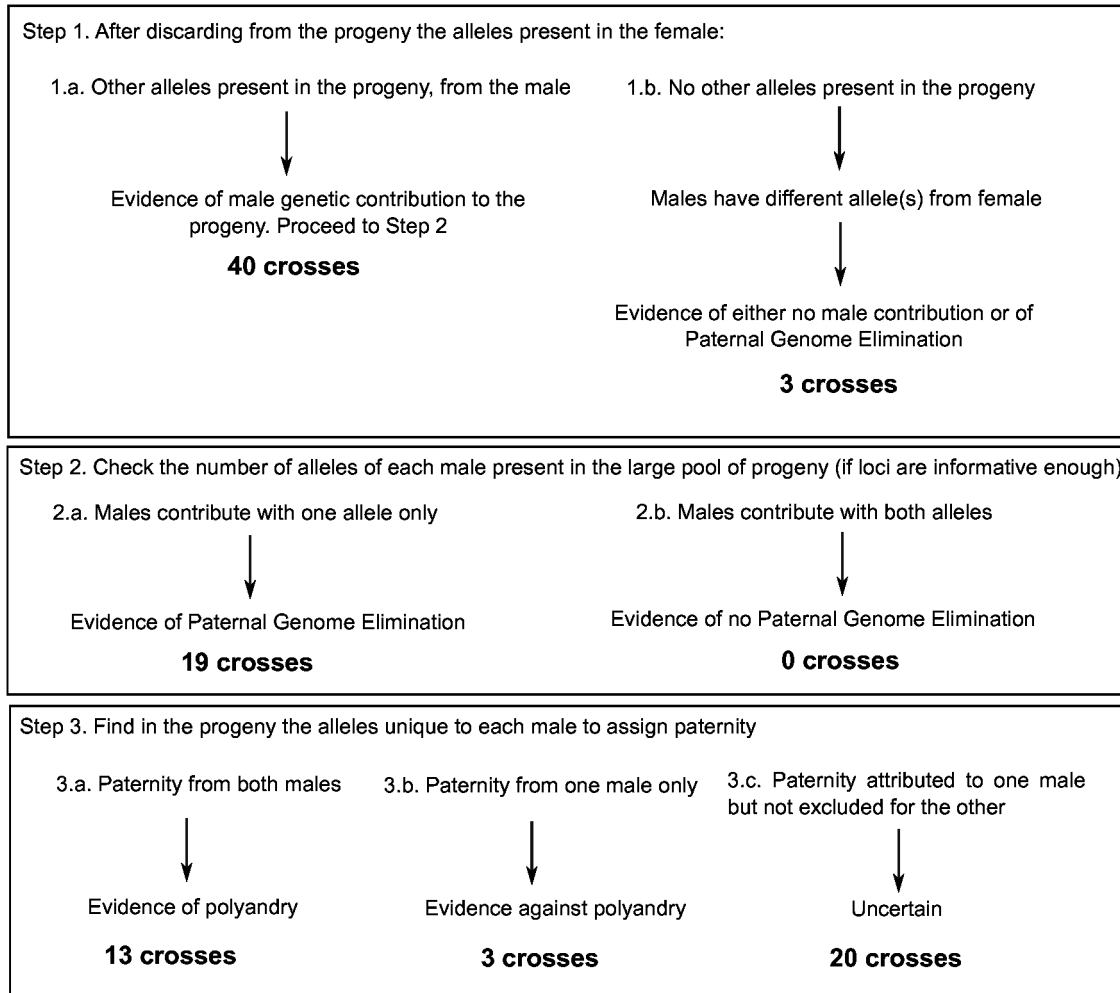 Step 1. After discarding from the progeny the alleles present in the female:
1.a. Other alleles present in the progeny, from the male
Evidence of male genetic contribution to the
progeny. Proceed to Step 2
40 crosses
1.b. No other alleles present in the progeny
Males have different allele(s) from female
Evidence of either no male contribution or of
Paternal Genome Elimination
3 crosses
Step 2. Check the number of alleles of each male present in the large pool of progeny (if loci are informative enough)
2.a. Males contribute with one allele only
Evidence of Paternal Genome Elimination
19 crosses
2.b. Males contribute with both alleles
Evidence of no Paternal Genome Elimination
0 crosses
Step 3. Find in the progeny the alleles unique to each male to assign paternity
3.a. Paternity from both males
Evidence of polyandry
13 crosses
3.b. Paternity from one male only
Evidence against polyandry
3 crosses
3.c. Paternity attributed to one male
but not excluded for the other
Uncertain
20 crosses